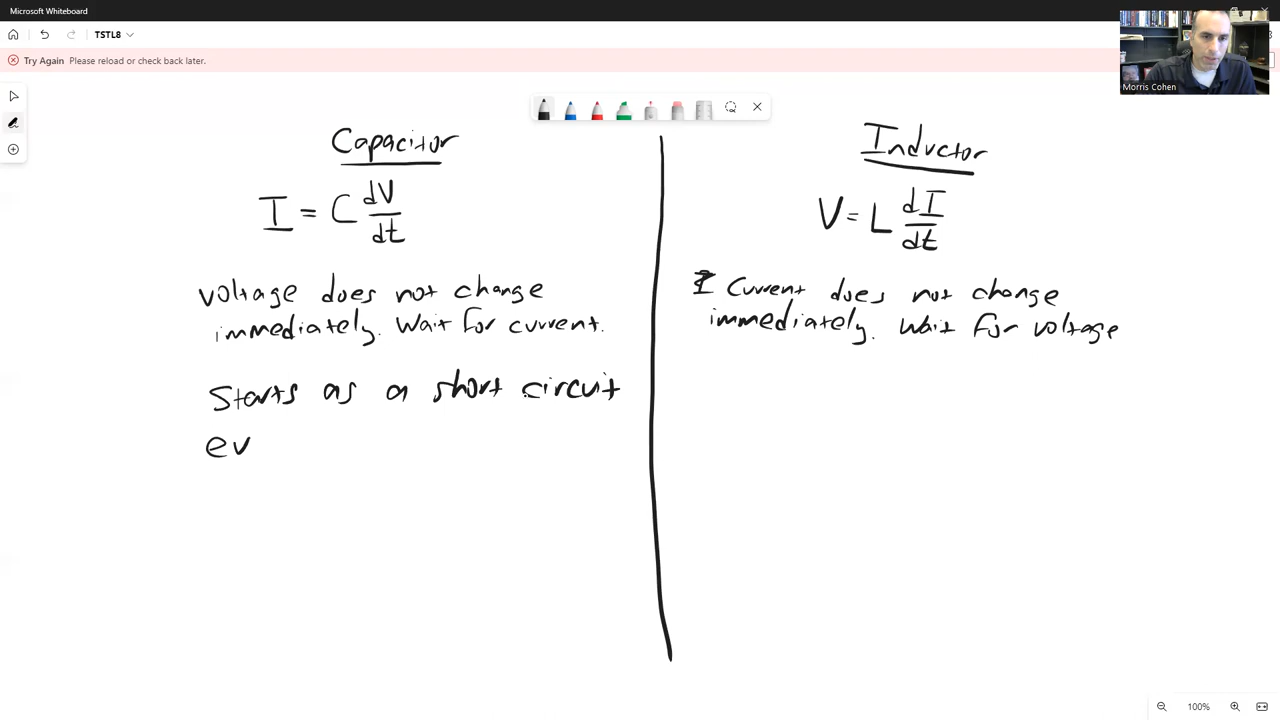 Microsoft Whiteboard
TSTL8
Try Again Please reload or check back later.
Morris Cohen
Capacitor
I = C dV/dt
Voltage does not change
immediately. Wait for current.
Starts as a short circuit
ev
Inductor
V = L dI/dt
Current does not change
immediately. Wait for voltage
100%